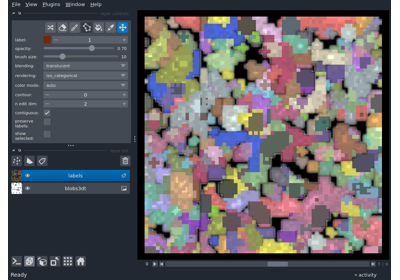 File View Plugins Window Help
label: 1
opacity: 0.70
brush size: 10
blending: translucent
rendering: iso_categorical
color mode: auto
contour: 0
n edit dim: 2
contiguous:
preserve labels:
show selected:
labels
blobs3dt
Ready
activity